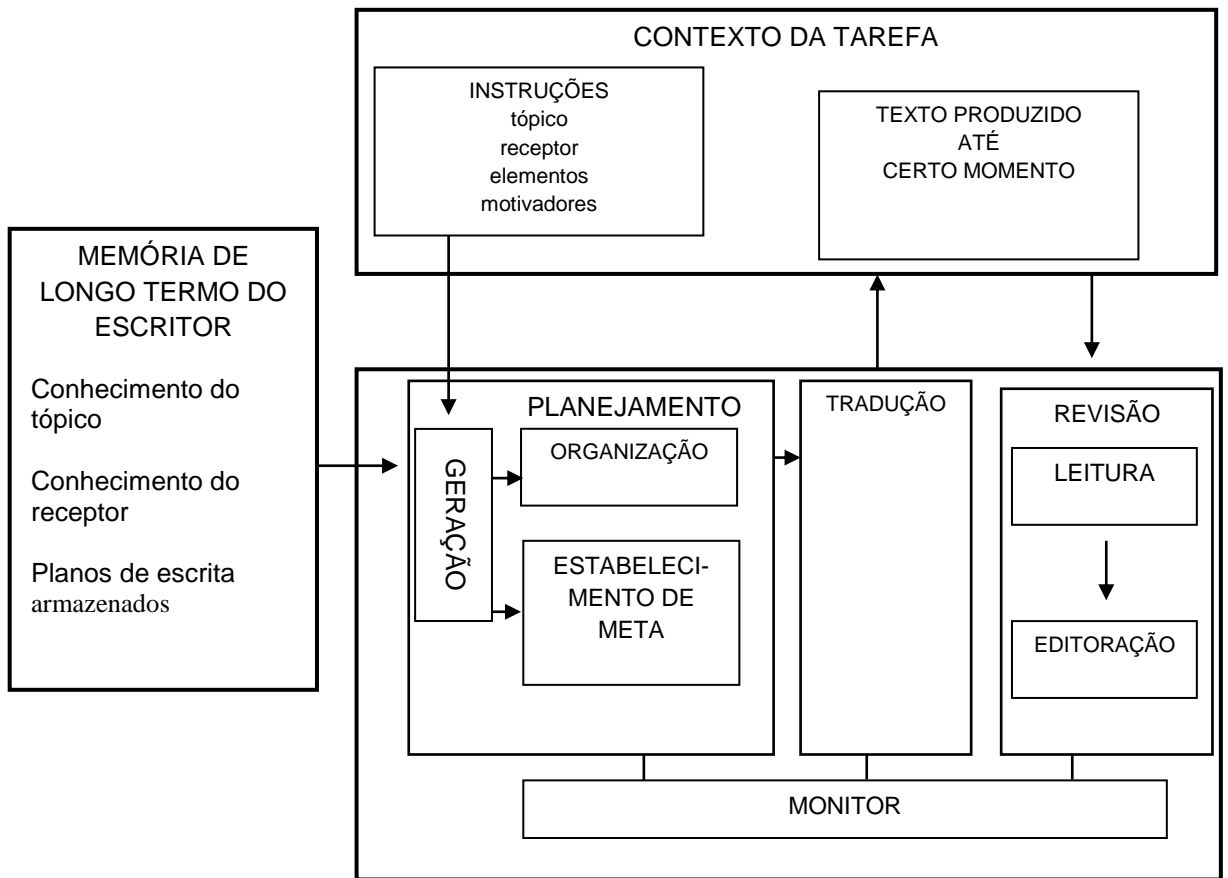 CONTEXTO DA TAREFA
INSTRUÇÕES
tópico
receptor
elementos
motivadores
TEXTO PRODUZIDO
ATÉ
CERTO MOMENTO
MEMÓRIA DE
LONGO TERMO DO
ESCRITOR
Conhecimento do
tópico
Conhecimento do
receptor
Planos de escrita
armazenados
PLANEJAMENTO
GERAÇÃO
ORGANIZAÇÃO
ESTABELECI-
MENTO DE
META
TRADUÇÃO
REVISÃO
LEITURA
EDITORAÇÃO
MONITOR